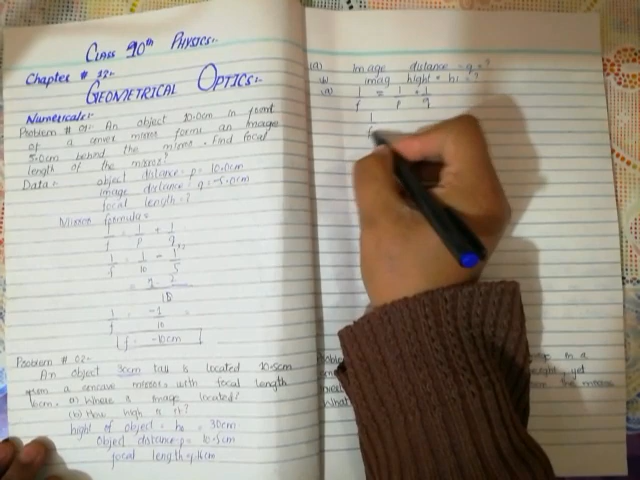 CLASS 10th PHYSICS:-
Chapter # 12:-
GEOMETRICAL OPTICS:-
Numericals:-
Problem # 01:- An object 10.0cm in front
of a convex mirror forms an image
5.0cm behind the mirror. Find focal
length of the mirror?
Data:- object distance = p = 10.0cm
image distance = q = -5.0cm
focal length = ?
Mirror formula=
1/f = 1/p + 1/q
1/f = 1/10 - 1/5
10
1/f = -1/10
f = -10cm
Problem # 02:-
An object 30cm tall is located 10.5cm
from a concave mirror with focal length
16cm. (a) Where is image located?
(b) How high is it?
hight of object = ho = 30cm
Object distance = p = 10.5cm
focal length = 16cm
(a) Image distance = q = ?
(b) imag hight = hi = ?
(a) 1/f = 1/p + 1/q
1
What